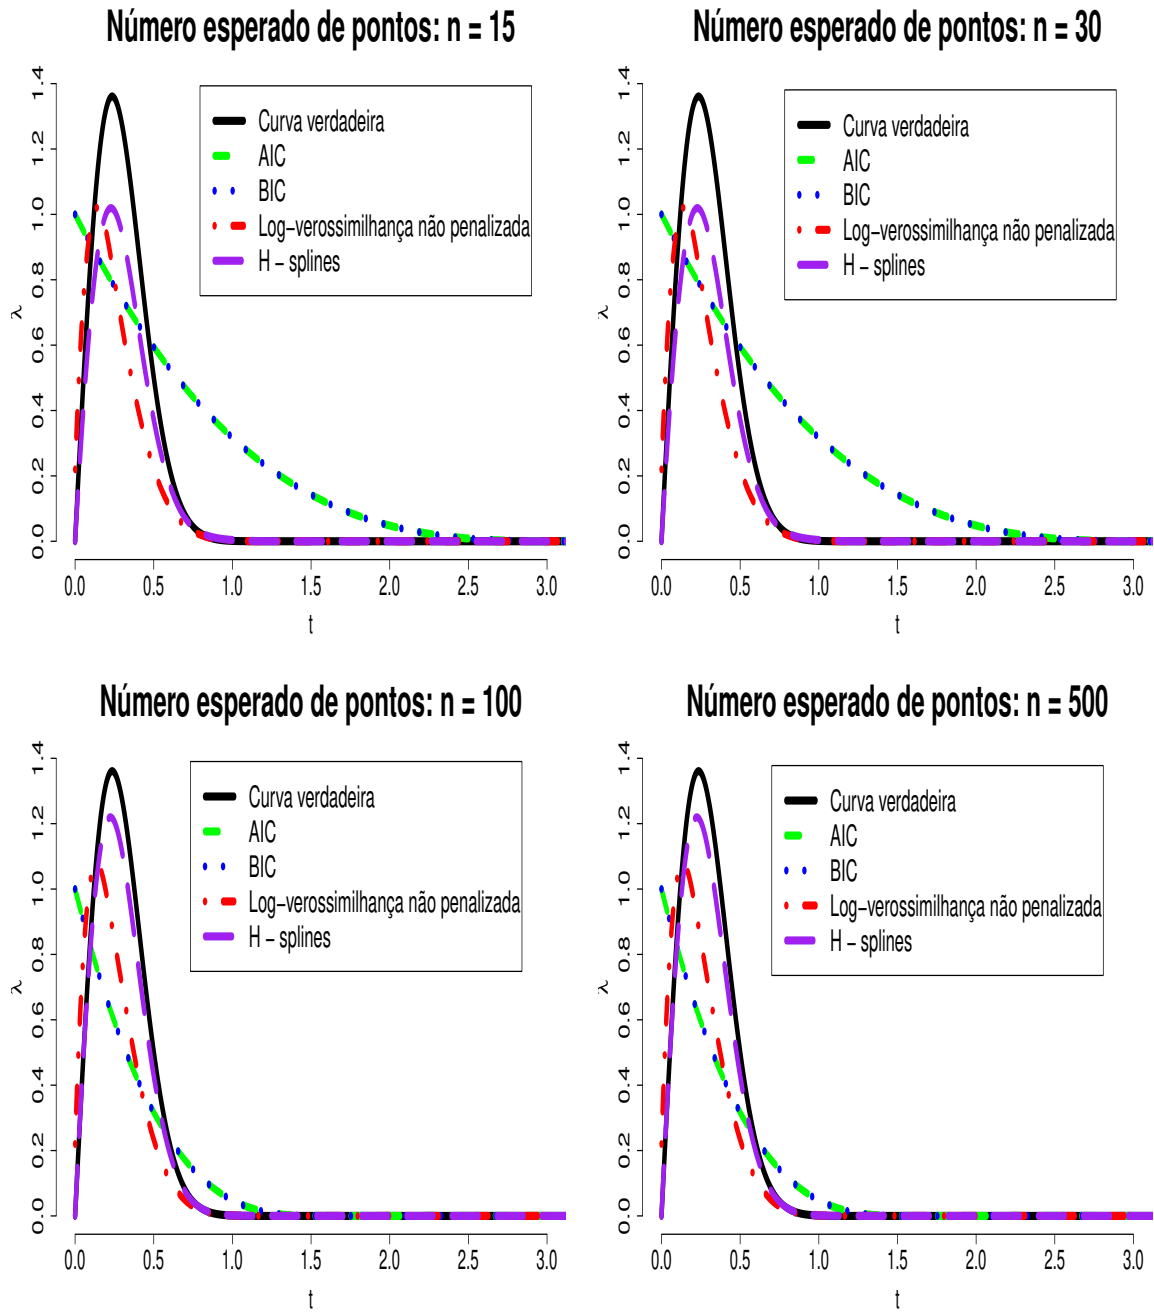 Número esperado de pontos: n = 15
λ
1.4
1.2
1.0
0.8
0.6
0.4
0.2
0.0
Curva verdadeira
AIC
BIC
Log−verossimilhança não penalizada
H − splines
0.0 0.5 1.0 1.5 2.0 2.5 3.0
t
Número esperado de pontos: n = 30
λ
1.4
1.2
1.0
0.8
0.6
0.4
0.2
0.0
Curva verdadeira
AIC
BIC
Log−verossimilhança não penalizada
H − splines
0.0 0.5 1.0 1.5 2.0 2.5 3.0
t
Número esperado de pontos: n = 100
λ
1.4
1.2
1.0
0.8
0.6
0.4
0.2
0.0
Curva verdadeira
AIC
BIC
Log−verossimilhança não penalizada
H − splines
0.0 0.5 1.0 1.5 2.0 2.5 3.0
t
Número esperado de pontos: n = 500
λ
1.4
1.2
1.0
0.8
0.6
0.4
0.2
0.0
Curva verdadeira
AIC
BIC
Log−verossimilhança não penalizada
H − splines
0.0 0.5 1.0 1.5 2.0 2.5 3.0
t